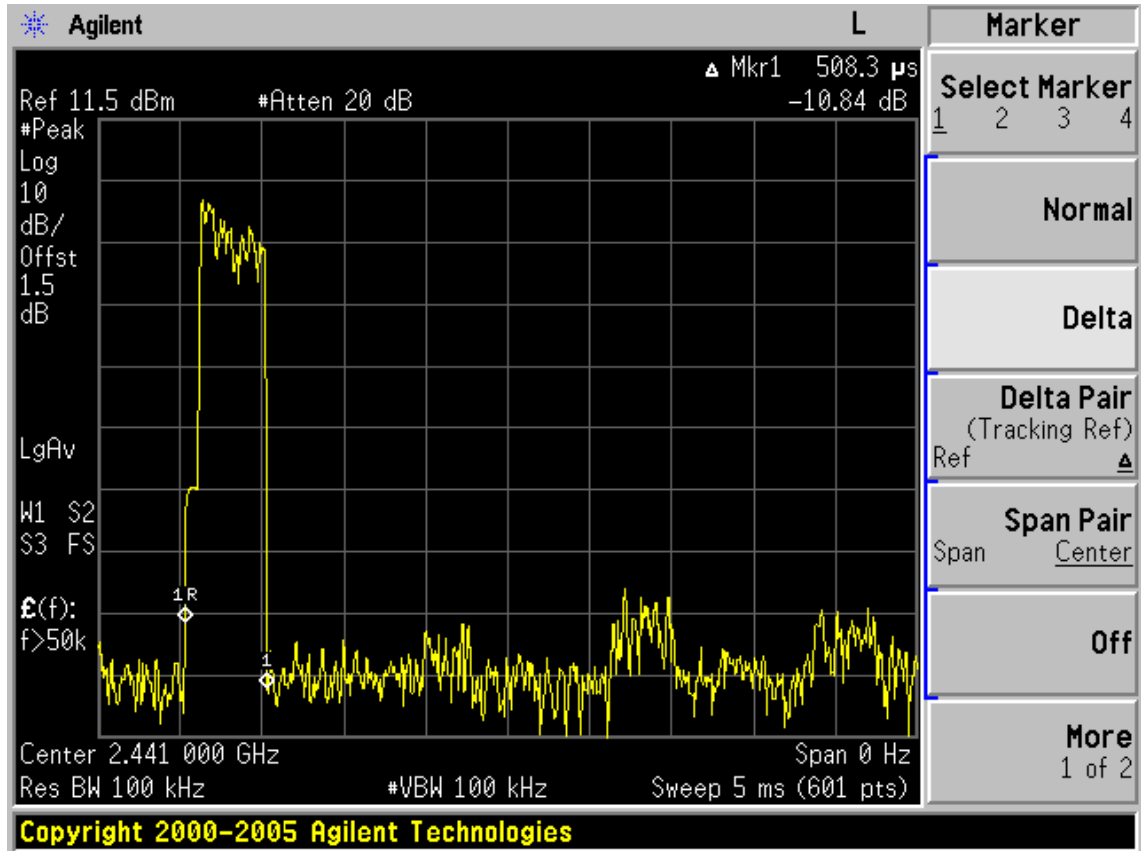 Agilent
L
Marker
Δ Mkr1 508.3 µs
Ref 11.5 dBm #Atten 20 dB -10.84 dB
#Peak
Log
10
dB/
Offst
1.5
dB
LgAv
W1 S2
S3 FS
£(f):
f>50k
1R
1
Center 2.441 000 GHz Span 0 Hz
Res BW 100 kHz #VBW 100 kHz Sweep 5 ms (601 pts)
Select Marker
1 2 3 4
Normal
Delta
Delta Pair
(Tracking Ref)
Ref Δ
Span Pair
Span Center
Off
More
1 of 2
Copyright 2000-2005 Agilent Technologies